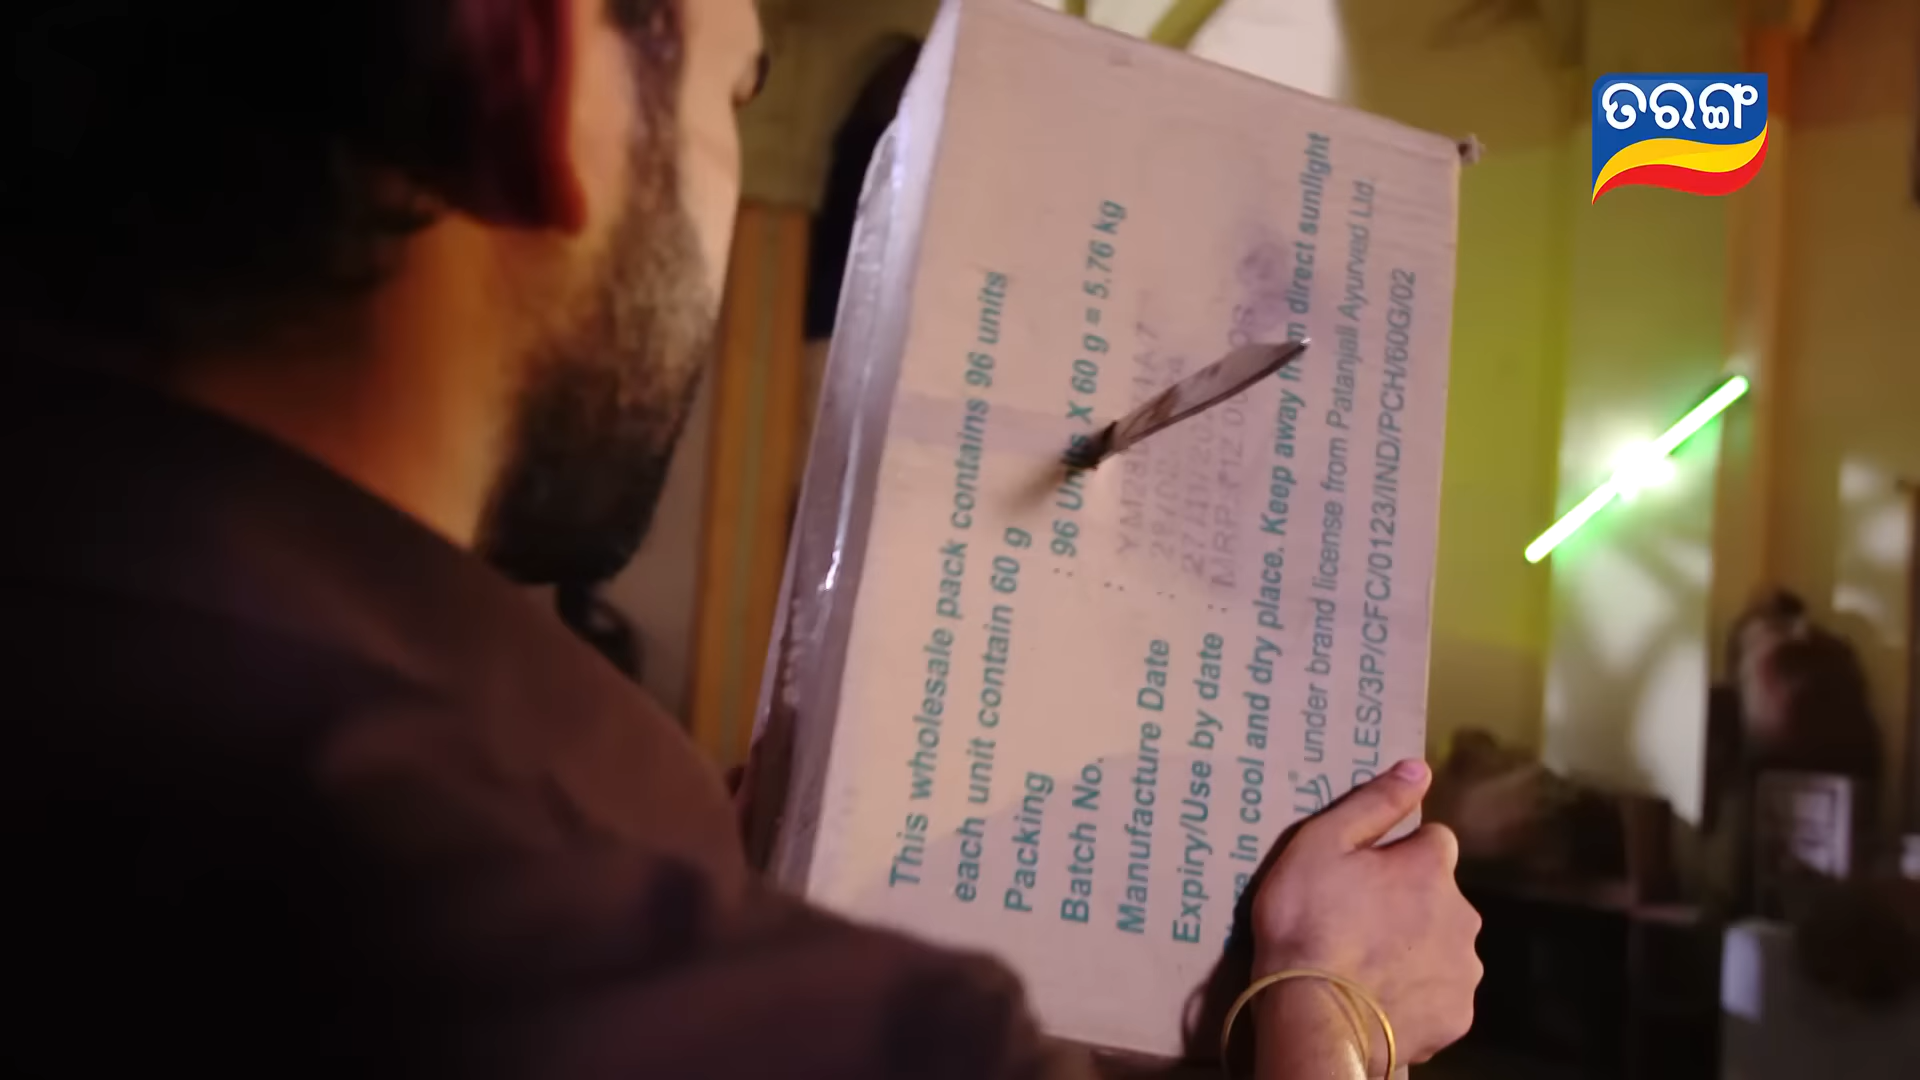 ତରଙ୍ଗ
This wholesale pack contains 96 units
each unit contain 60 g
Packing : 96 Units X 60 g = 5.76 kg
Batch No. :
Manufacture Date :
Expiry/Use by date :
in cool and dry place. Keep away from direct sunlight
under brand license from Patanjali Ayurved Ltd.
DLES/3P/CFC/0123/IND/PCH/60G/02